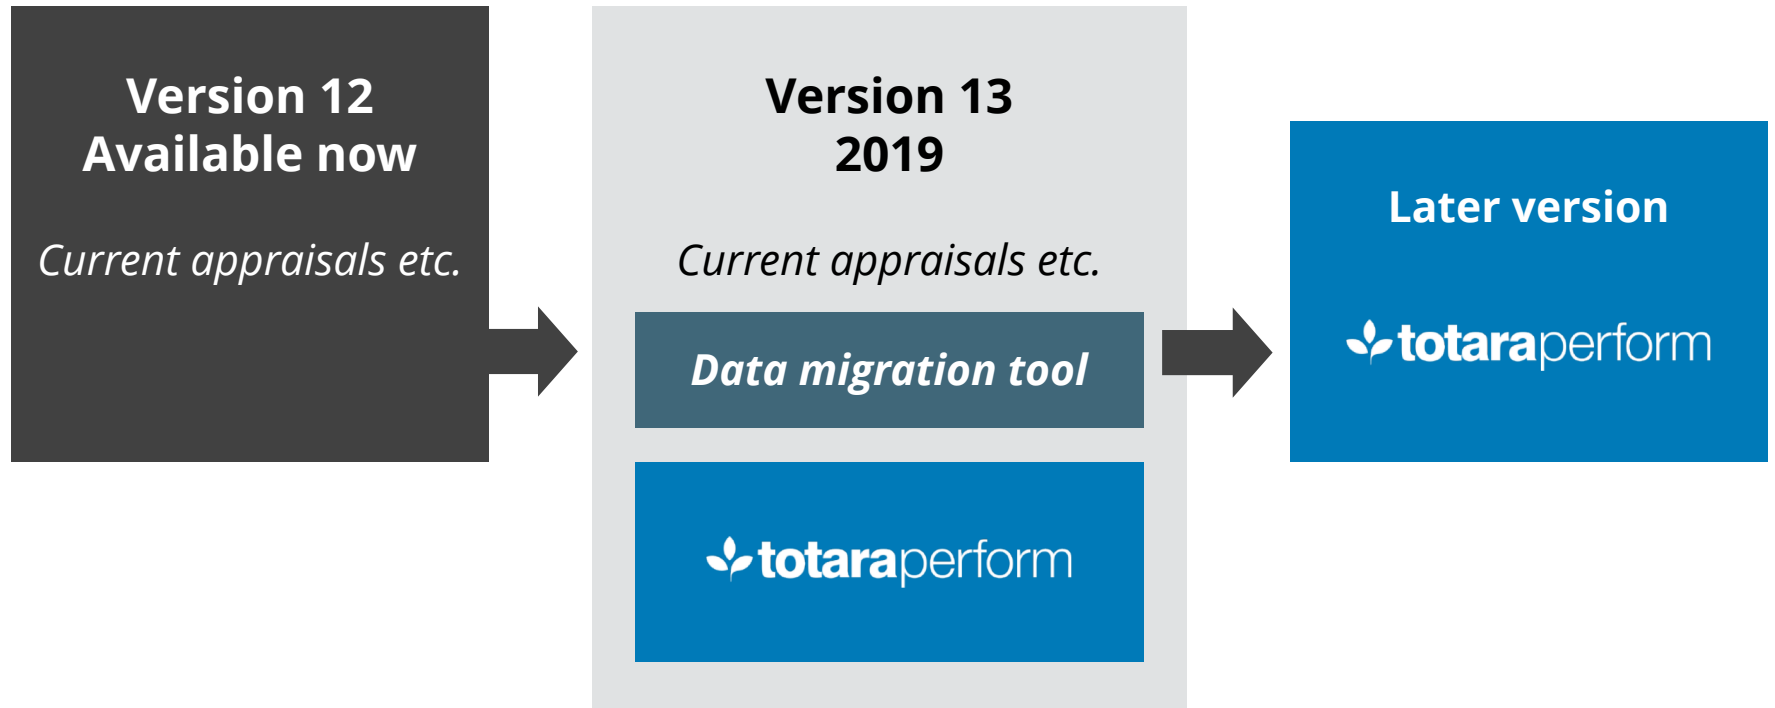 Version 12
Available now
Current appraisals etc.
Version 13
2019
Current appraisals etc.
Data migration tool
totaraperform
Later version
totaraperform